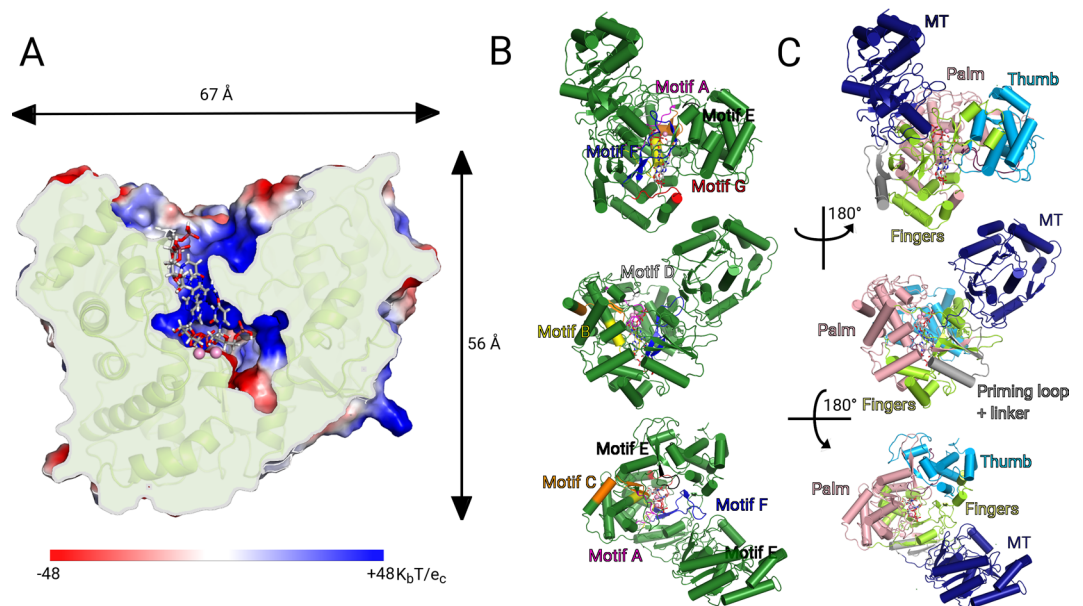 A
67 Å
56 Å
-48
+48KbT/ec
B
Motif A
Motif E
Motif F
Motif G
Motif D
Motif B
Motif E
Motif C
Motif F
Motif A
Motif E
C
MT
Palm
Thumb
180°
Fingers
MT
Palm
Priming loop
+ linker
180°
Fingers
Thumb
Palm
Fingers
MT